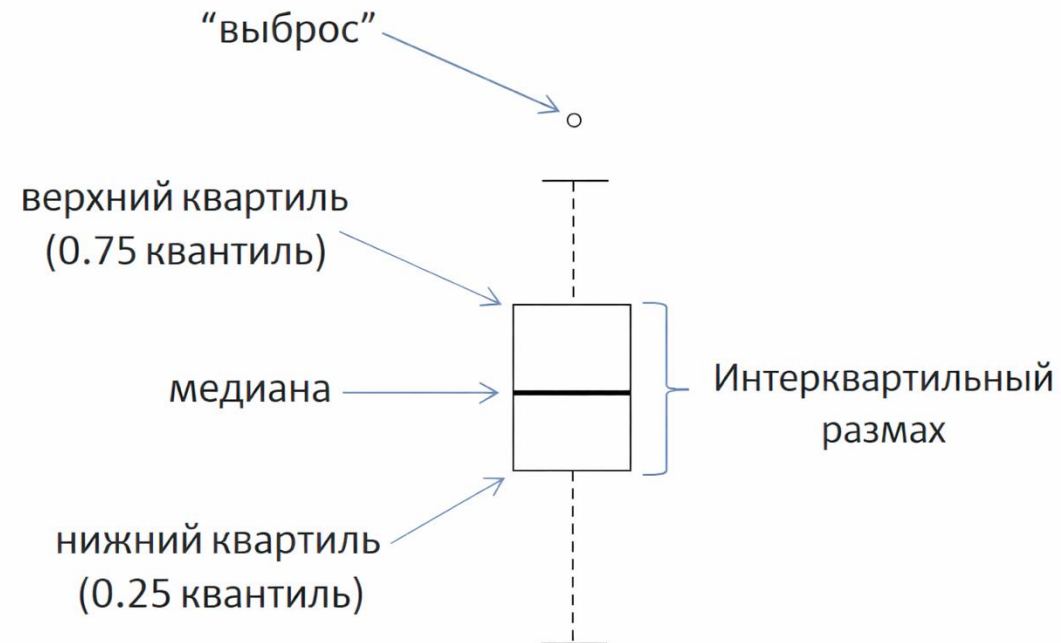 “выброс”
верхний квартиль
(0.75 квантиль)
медиана
Интерквартильный
размах
нижний квартиль
(0.25 квантиль)